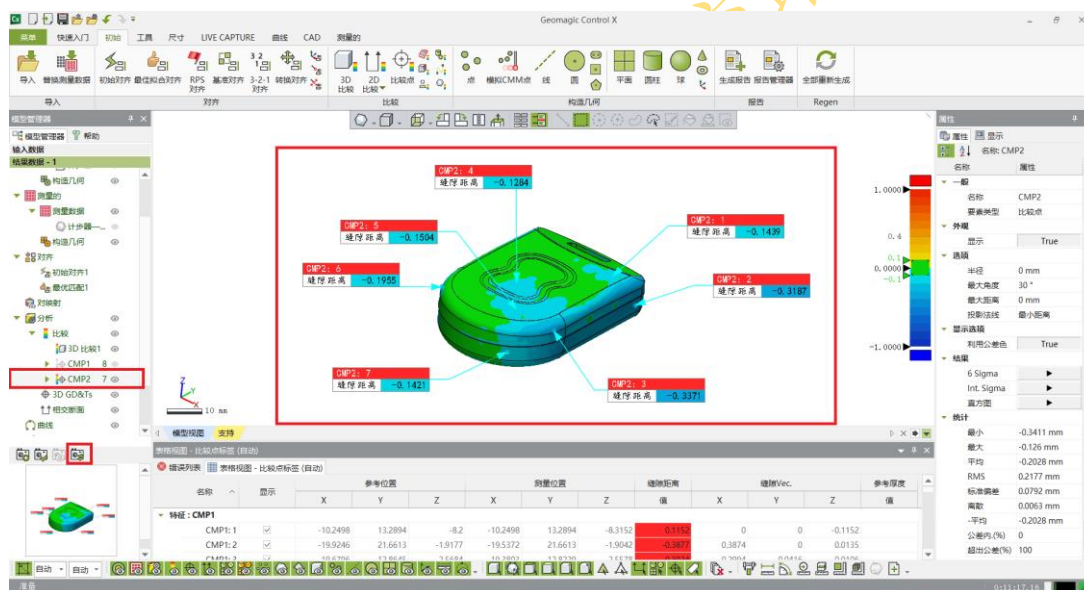 Geomagic Control X
菜单 快速入门 初始 工具 尺寸 LIVE CAPTURE 曲线 CAD 测量的
导入 替换测量数据 初始对齐 最佳拟合对齐 RPS 对齐 基准对齐 3-2-1 对齐 转换对齐 3D 比较 2D 比较 比较点 点 模拟CMM点 线 圆 平面 圆柱 球 生成报告 报告管理器 全部重新生成
导入 对齐 比较 构造几何 报告 Regen
模型管理器
模型管理器 帮助
输入数据
结果数据 - 1
构造几何
测量的
测量数据
计步器—...
构造几何
对齐
初始对齐1
最优匹配1
对映射
分析
比较
3D 比较1
CMP1 8
CMP2 7
3D GD&Ts
相交断面
曲线
CMP2: 4
缝隙距离 -0.1284
CMP2: 5
缝隙距离 -0.1504
CMP2: 1
缝隙距离 -0.1439
CMP2: 6
缝隙距离 -0.1955
CMP2: 2
缝隙距离 -0.3187
CMP2: 7
缝隙距离 -0.1421
CMP2: 3
缝隙距离 -0.3371
1.0000
0.4
0.1
0.0000
-0.1
-1.0000
Z
Y
X
10 mm
模型视图 支持
属性
属性 显示
名称: CMP2
名称 属性
一般
名称 CMP2
要素类型 比较点
外观
显示 True
选项
半径 0 mm
最大角度 30 °
最大距离 0 mm
投影法线 最小距离
显示选项
利用公差色 True
结果
6 Sigma
Int. Sigma
直方图
统计
最小 -0.3411 mm
最大 -0.126 mm
平均 -0.2028 mm
RMS 0.2177 mm
标准偏差 0.0792 mm
离散 0.0063 mm
-平均 -0.2028 mm
公差内.(%) 0
超出公差(%) 100
表格视图 - 比较点标签 (自动)
错误列表 表格视图 - 比较点标签 (自动)
名称 显示 参考位置 测量位置 缝隙距离 缝隙Vec. 参考厚度
X Y Z X Y Z 值 X Y Z 值
特征 : CMP1
CMP1: 1 -10.2498 13.2894 -8.2 -10.2498 13.2894 -8.3152 0.1152 0 0 -0.1152
CMP1: 2 -19.9246 21.6613 -1.9177 -19.5372 21.6613 -1.9042 -0.3877 0.3874 0 0.0135
自动 自动
准备 0:11:17.16